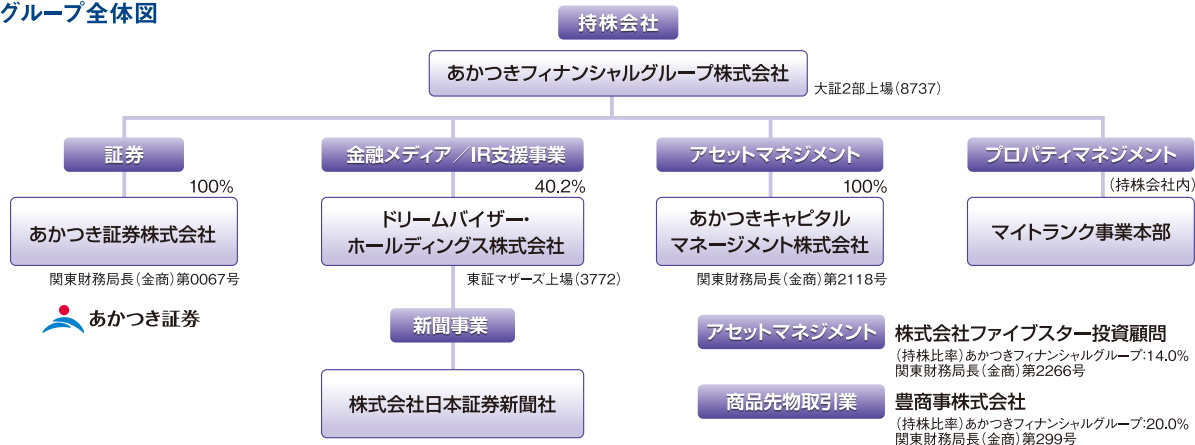 グループ全体図
持株会社
あかつきフィナンシャルグループ株式会社
大証2部上場(8737)
証券
100%
あかつき証券株式会社
関東財務局長(金商)第0067号
あかつき証券
金融メディア／IR支援事業
40.2%
ドリームバイザー・
ホールディングス株式会社
東証マザーズ上場(3772)
新聞事業
株式会社日本証券新聞社
アセットマネジメント
100%
あかつきキャピタル
マネージメント株式会社
関東財務局長(金商)第2118号
プロパティマネジメント
(持株会社内)
マイトランク事業本部
アセットマネジメント
株式会社ファイブスター投資顧問
(持株比率)あかつきフィナンシャルグループ:14.0%
関東財務局長(金商)第2266号
商品先物取引業
豊商事株式会社
(持株比率)あかつきフィナンシャルグループ:20.0%
関東財務局長(金商)第299号